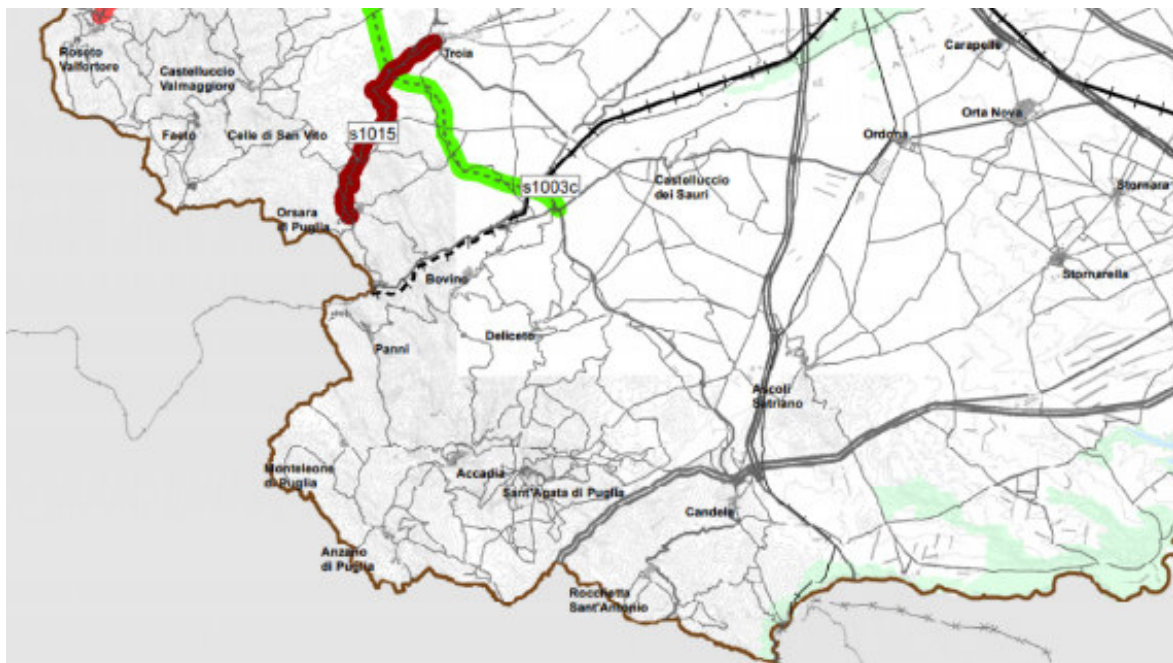 Roseto
Valfortore
Castelluccio
Valmaggiore
Troia
Carapelle
Orta Nova
Faeto
Celle di San Vito
s1015
Ordona
s1003c
Castelluccio
dei Sauri
Stornara
Orsara
di Puglia
Bovino
Stornarella
Deliceto
Panni
Ascoli
Satriano
Monteleone
di Puglia
Accadia
Sant'Agata di Puglia
Candela
Anzano
di Puglia
Rocchetta
Sant'Antonio